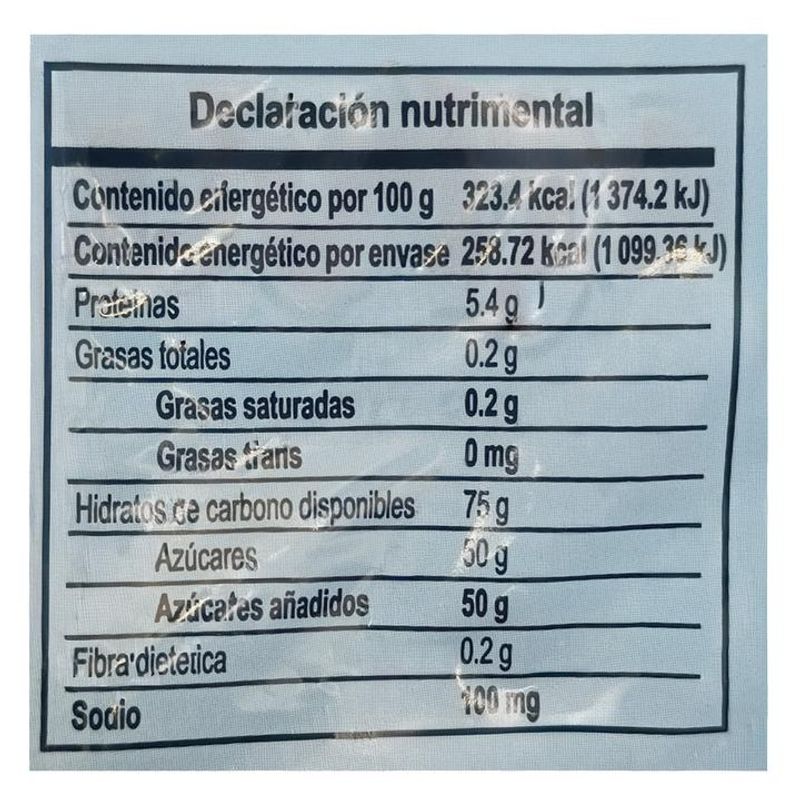 Declaración nutrimental
Contenido energético por 100 g 323.4 kcal (1 374.2 kJ)
Contenido energético por envase 258.72 kcal (1 099.36 kJ)
Proteínas 5.4 g
Grasas totales 0.2 g
Grasas saturadas 0.2 g
Grasas trans 0 mg
Hidratos de carbono disponibles 75 g
Azúcares 50 g
Azúcares añadidos 50 g
Fibra dietetica 0.2 g
Sodio 100 mg